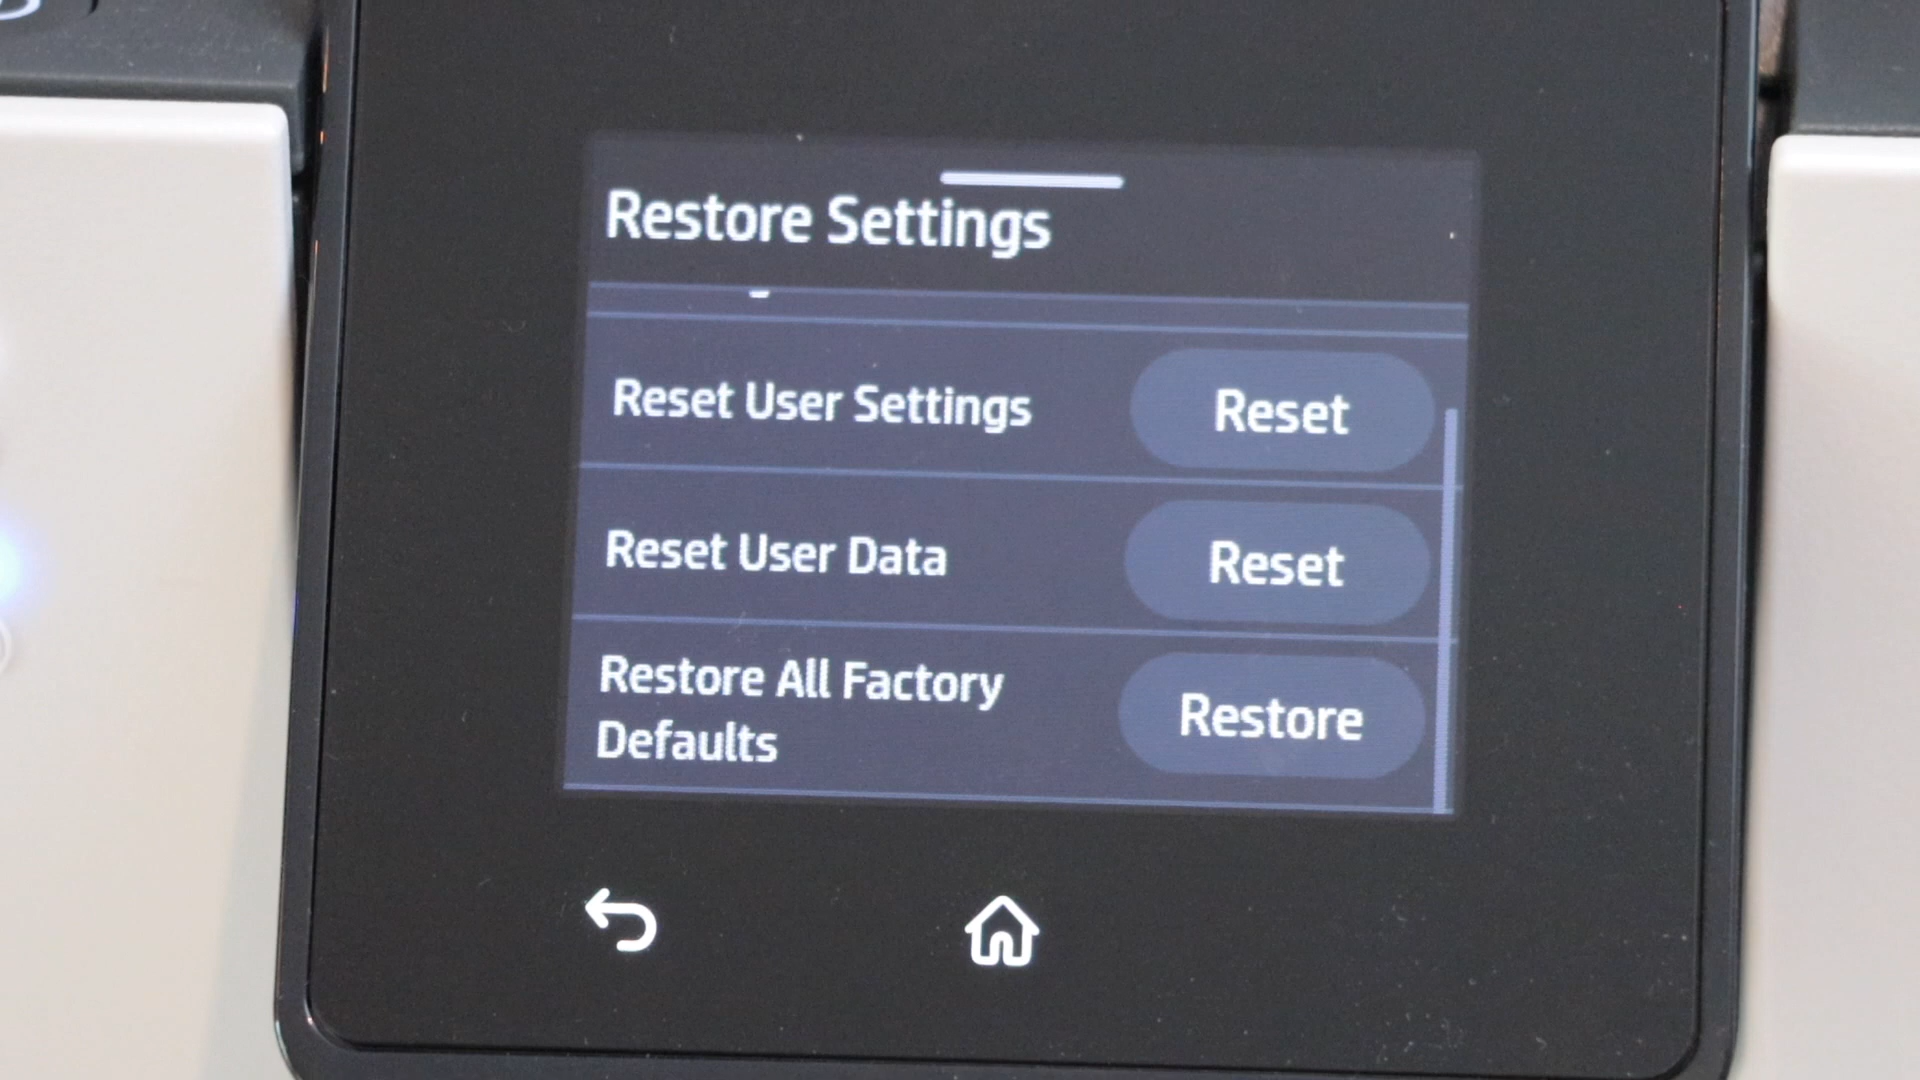 Restore Settings
Reset User Settings
Reset
Reset User Data
Reset
Restore All Factory
Defaults
Restore